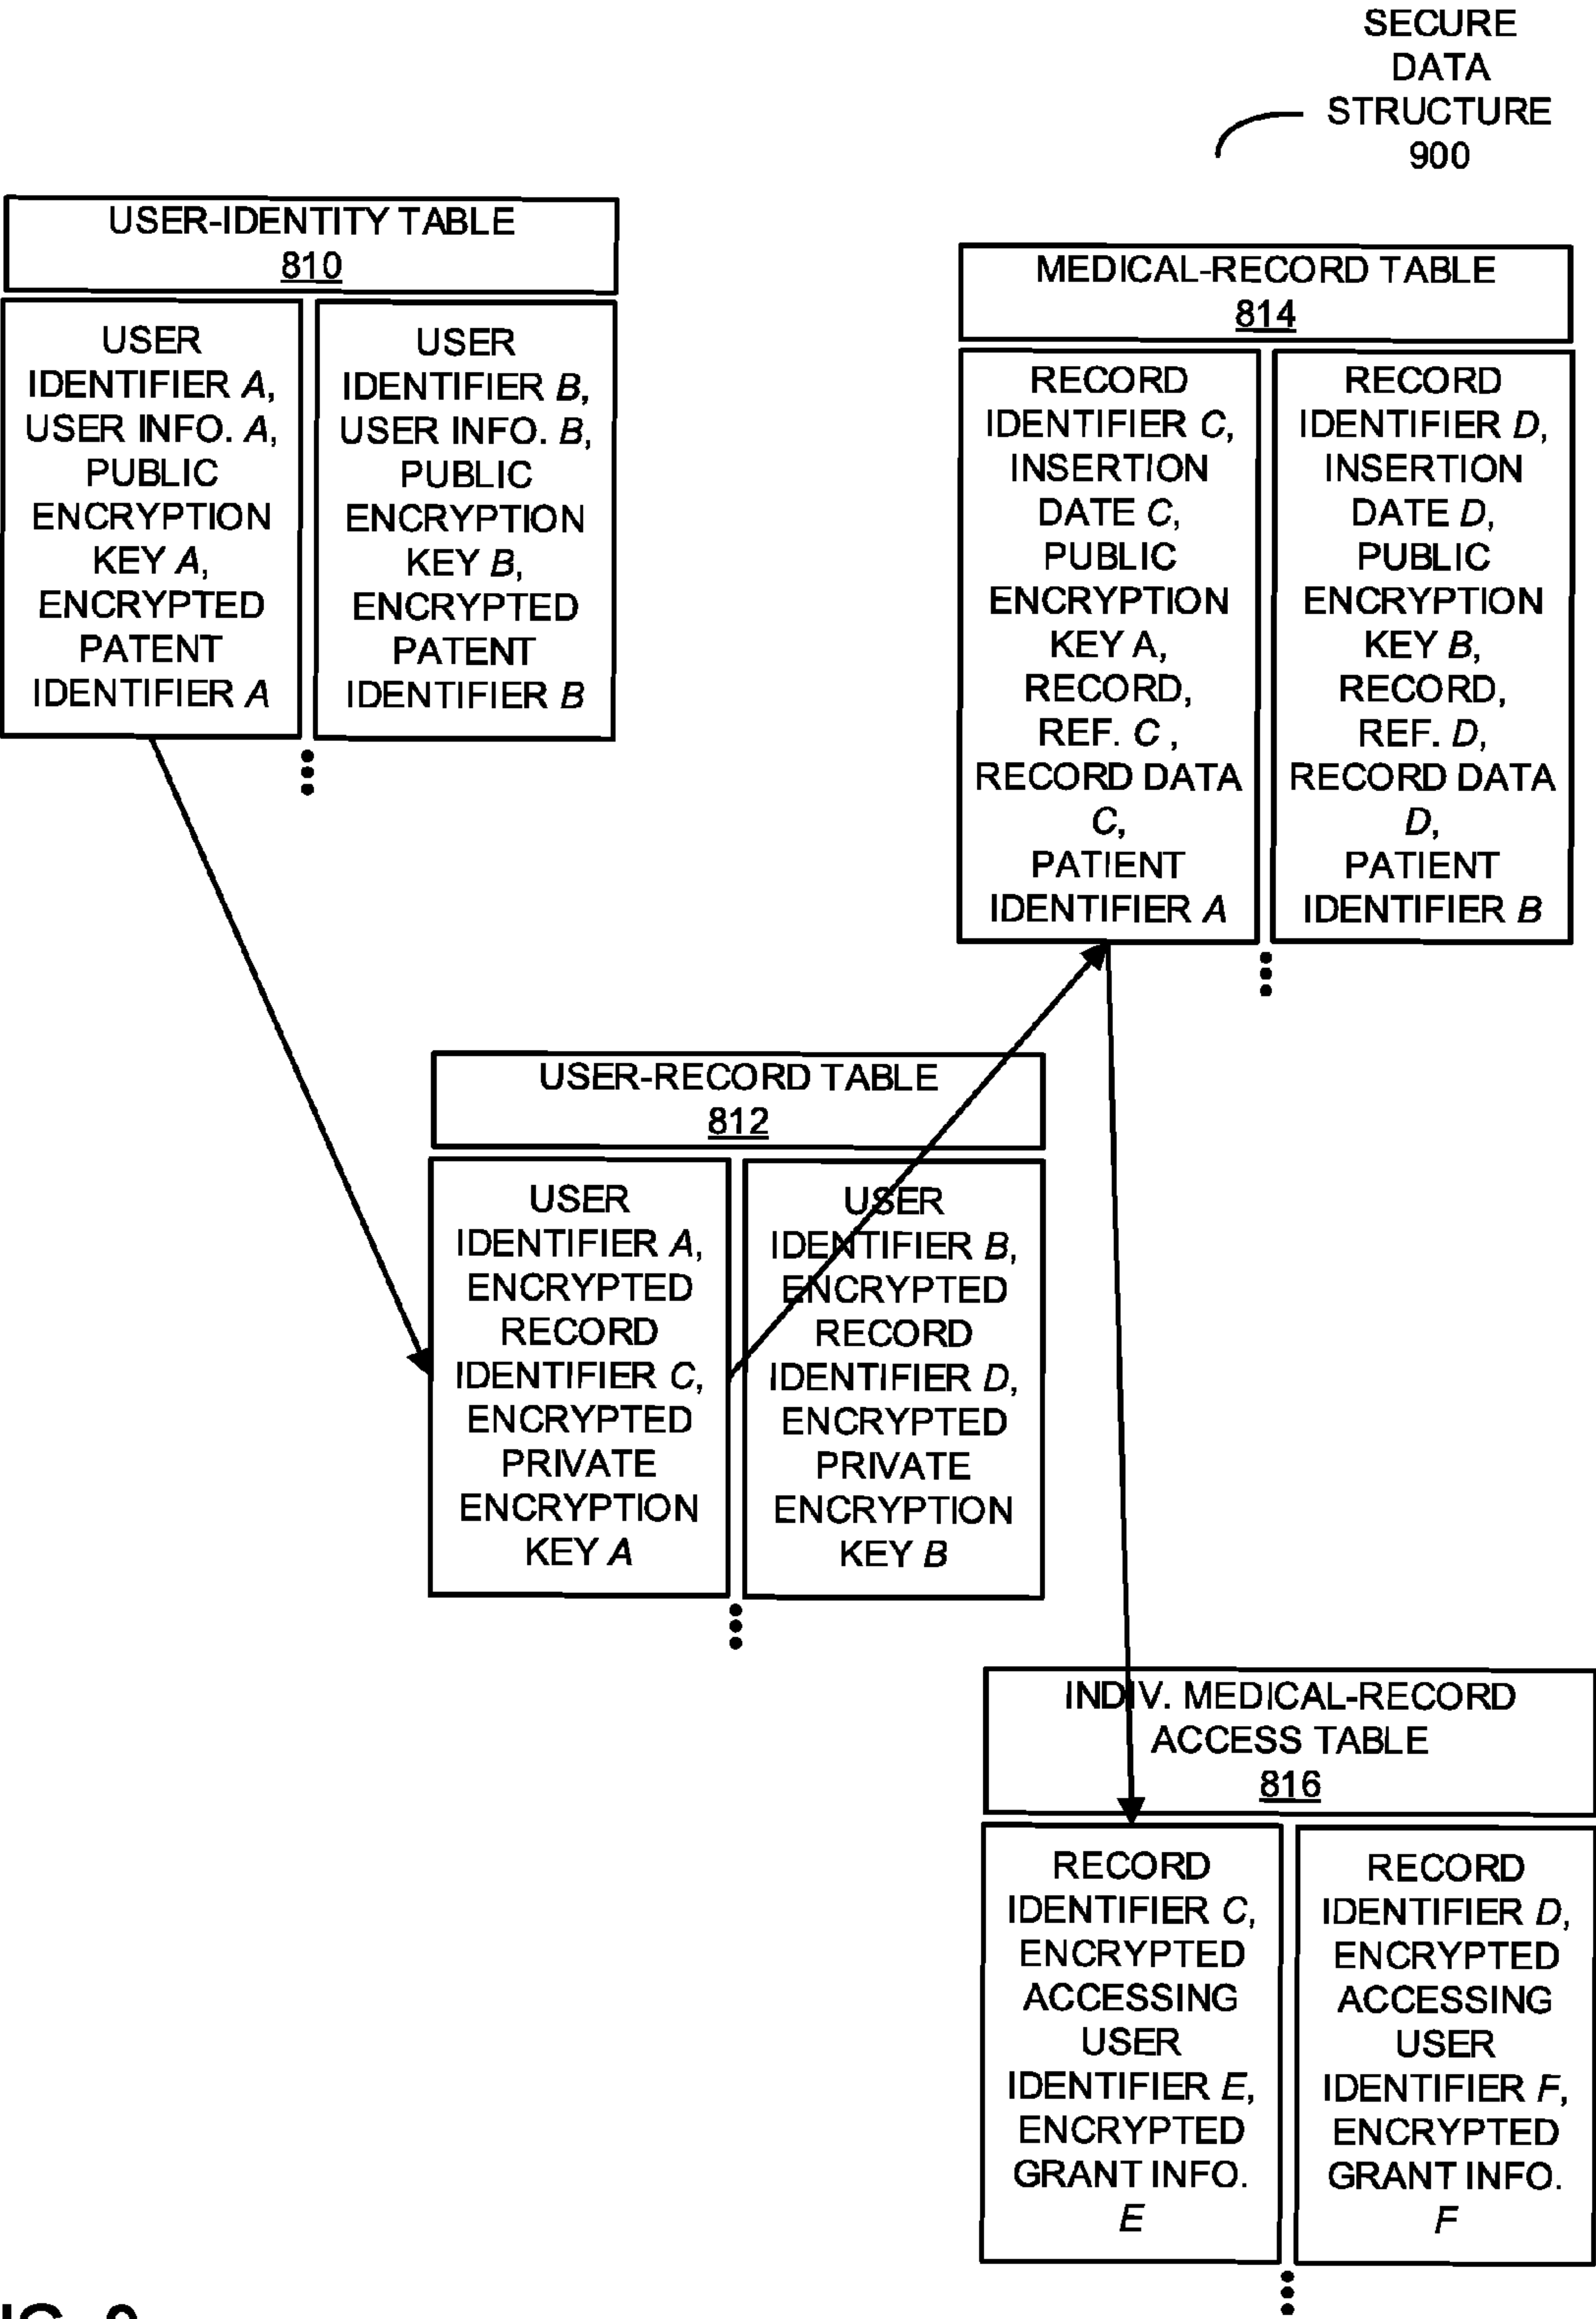 SECURE
DATA
STRUCTURE
900
USER-IDENTITY TABLE
810
USER
IDENTIFIER A,
USER INFO. A,
PUBLIC
ENCRYPTION
KEY A,
ENCRYPTED
PATENT
IDENTIFIER A
USER
IDENTIFIER B,
USER INFO. B,
PUBLIC
ENCRYPTION
KEY B,
ENCRYPTED
PATENT
IDENTIFIER B
MEDICAL-RECORD TABLE
814
RECORD
IDENTIFIER C,
INSERTION
DATE C,
PUBLIC
ENCRYPTION
KEY A,
RECORD,
REF. C ,
RECORD DATA
C,
PATIENT
IDENTIFIER A
RECORD
IDENTIFIER D,
INSERTION
DATE D,
PUBLIC
ENCRYPTION
KEY B,
RECORD,
REF. D,
RECORD DATA
D,
PATIENT
IDENTIFIER B
USER-RECORD TABLE
812
USER
IDENTIFIER A,
ENCRYPTED
RECORD
IDENTIFIER C,
ENCRYPTED
PRIVATE
ENCRYPTION
KEY A
USER
IDENTIFIER B,
ENCRYPTED
RECORD
IDENTIFIER D,
ENCRYPTED
PRIVATE
ENCRYPTION
KEY B
INDIV. MEDICAL-RECORD
ACCESS TABLE
816
RECORD
IDENTIFIER C,
ENCRYPTED
ACCESSING
USER
IDENTIFIER E,
ENCRYPTED
GRANT INFO.
E
RECORD
IDENTIFIER D,
ENCRYPTED
ACCESSING
USER
IDENTIFIER F,
ENCRYPTED
GRANT INFO.
F